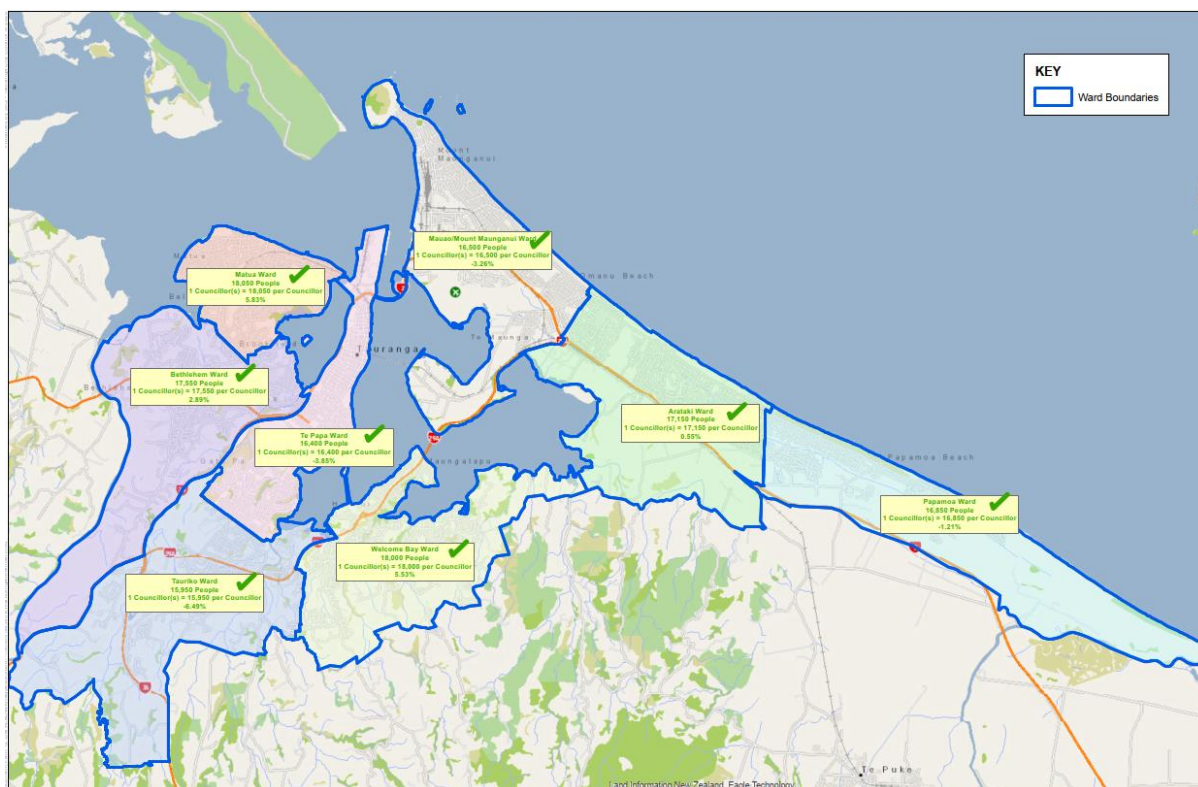 KEY
Ward Boundaries
Mount
Maunganui
Mauao/Mount Maunganui Ward
16,500 People
1 Councillor(s) = 16,500 per Councillor
-3.26%
Omanu Beach
Matua
Matua Ward
18,050 People
1 Councillor(s) = 18,050 per Councillor
5.83%
Te Maunga
Tauranga
Bethlehem Ward
17,550 People
1 Councillor(s) = 17,550 per Councillor
2.89%
Arataki Ward
17,150 People
1 Councillor(s) = 17,150 per Councillor
0.55%
Te Papa Ward
16,400 People
1 Councillor(s) = 16,400 per Councillor
-3.85%
Maungatapu
Papamoa Beach
Papamoa Ward
16,850 People
1 Councillor(s) = 16,850 per Councillor
-1.21%
Welcome Bay Ward
18,000 People
1 Councillor(s) = 18,000 per Councillor
5.53%
Tauriko Ward
15,950 People
1 Councillor(s) = 15,950 per Councillor
-6.49%
Te Puke
Land Information New Zealand, Eagle Technology